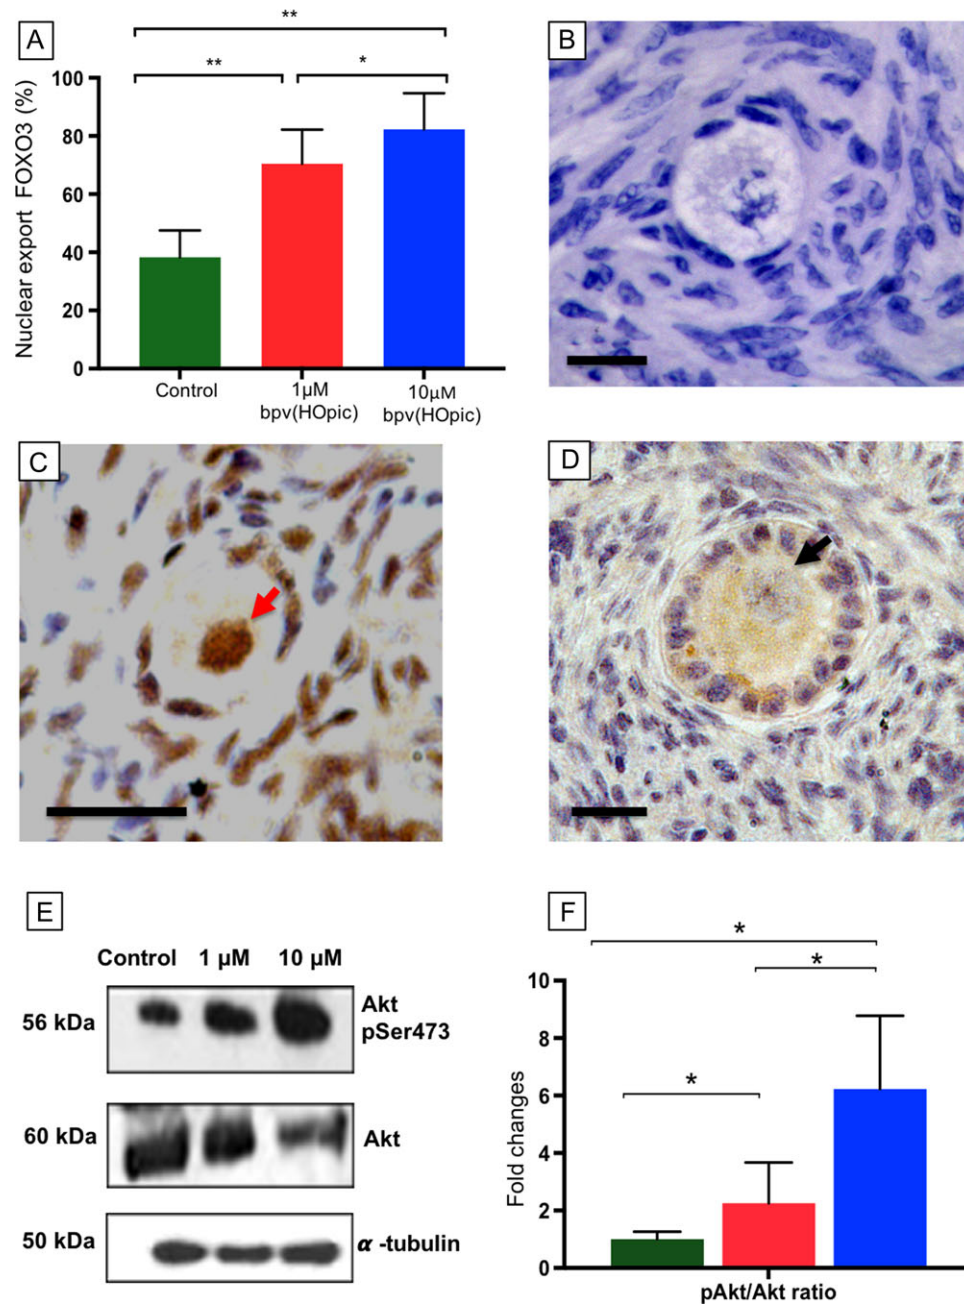 A
**
**
*
Nuclear export FOXO3 (%)
100
80
60
40
20
0
Control
1µM
bpv(HOpic)
10µM
bpv(HOpic)
B
C
D
E
Control 1 µM 10 µM
56 kDa
Akt
pSer473
60 kDa
Akt
50 kDa
α -tubulin
F
*
*
*
Fold changes
10
8
6
4
2
0
pAkt/Akt ratio